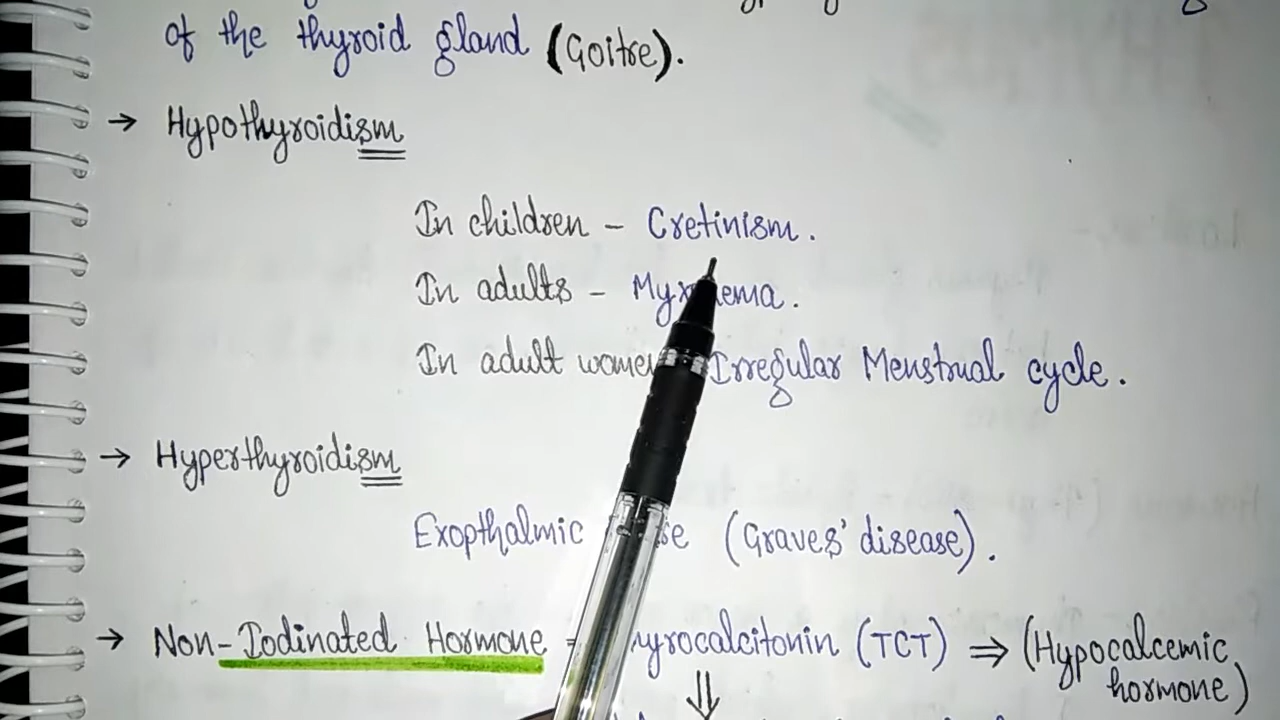 of the thyroid gland (Goitre).
→ Hypothyroidism
In children - Cretinism.
In adults -
In adult Irregular Menstrual cycle.
→ Hyperthyroidism
Exopthalmic (Graves' disease).
→ Non-Iodinated Hormone (TCT) ⇒ (Hypocalcemic
hormone)
⇓